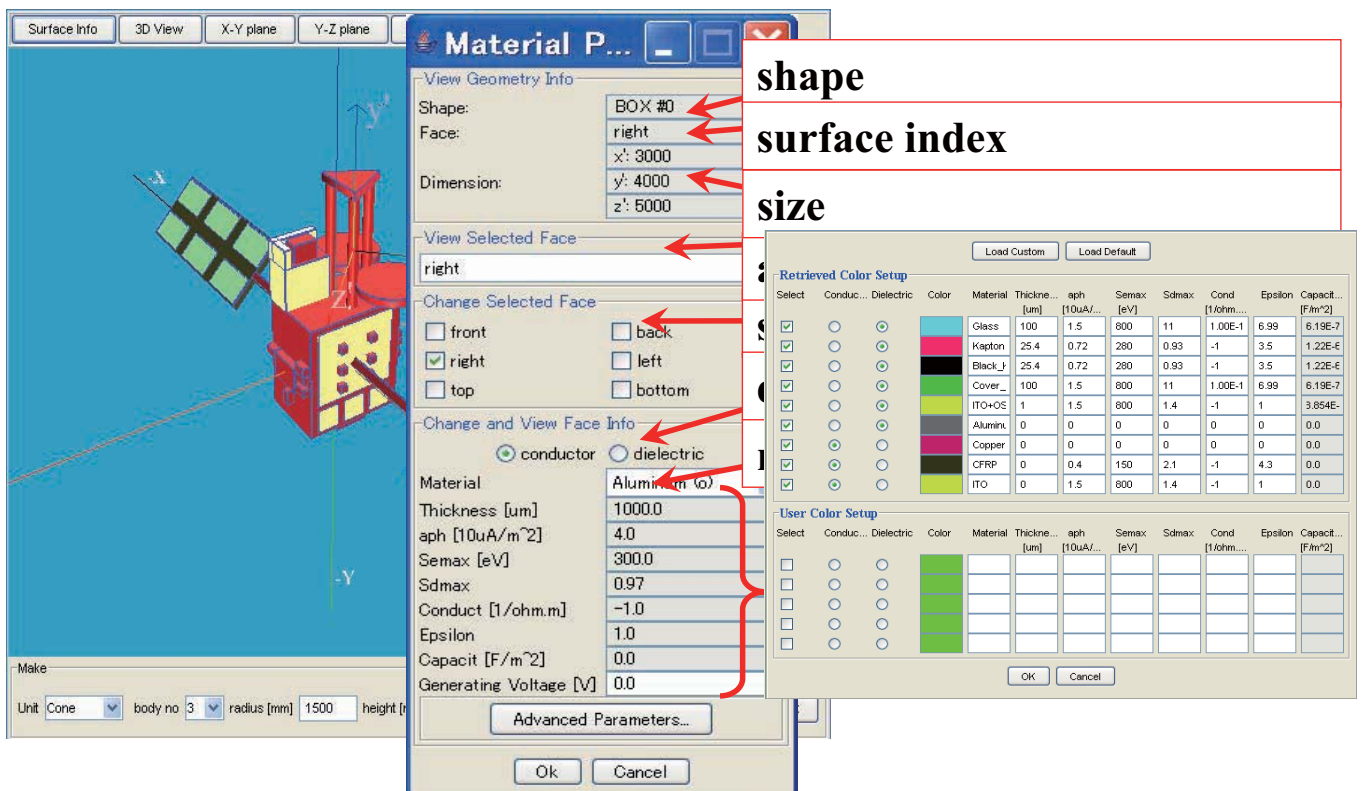 Surface Info 3D View X-Y plane Y-Z plane
Material P...
View Geometry Info
Shape: BOX #0
Face: right
x': 3000
Dimension: y': 4000
z': 5000
View Selected Face
right
Change Selected Face
front back
right left
top bottom
Change and View Face Info
conductor dielectric
Material Aluminum (o)
Thickness [um] 1000.0
aph [10uA/m^2] 4.0
Semax [eV] 300.0
Sdmax 0.97
Conduct [1/ohm.m] -1.0
Epsilon 1.0
Capacit [F/m^2] 0.0
Generating Voltage [V] 0.0
Advanced Parameters...
Ok Cancel
shape
surface index
size
y'
-X
Z
-Y
Make
Unit Cone body no 3 radius [mm] 1500
Load Custom Load Default
Retrieved Color Setup
Select Conduc... Dielectric Color Material Thickne... aph Semax Sdmax Cond Epsilon Capacit...
[um] [10uA/... [eV] [1/ohm.... [F/m^2]
Glass 100 1.5 800 11 1.00E-1 6.99 6.19E-7
Kapton 25.4 0.72 280 0.93 -1 3.5 1.22E-6
25.4 0.72 280 0.93 -1 3.5 1.22E-6
Cover_ 100 1.5 800 11 1.00E-1 6.99 6.19E-7
ITO+OS 1 1.5 800 1.4 -1 1 3.854E-
0 0 0 0 0 0 0.0
Copper 0 0 0 0 0 0 0.0
CFRP 0 0.4 150 2.1 -1 4.3 0.0
ITO 0 1.5 800 1.4 -1 1 0.0
User Color Setup
Select Conduc... Dielectric Color Material Thickne... aph Semax Sdmax Cond Epsilon Capacit...
[um] [10uA/... [eV] [1/ohm.... [F/m^2]
OK Cancel